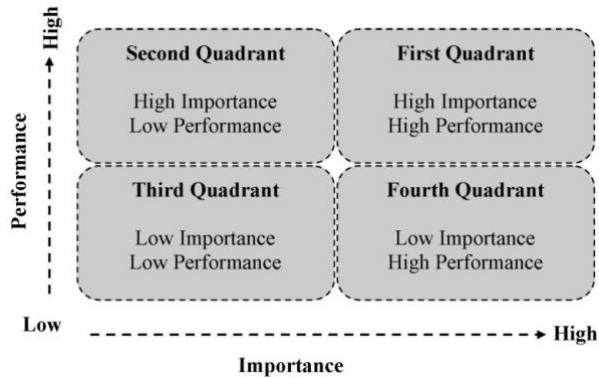 High
Performance
Second Quadrant
High Importance
Low Performance
First Quadrant
High Importance
High Performance
Third Quadrant
Low Importance
Low Performance
Fourth Quadrant
Low Importance
High Performance
Low
High
Importance